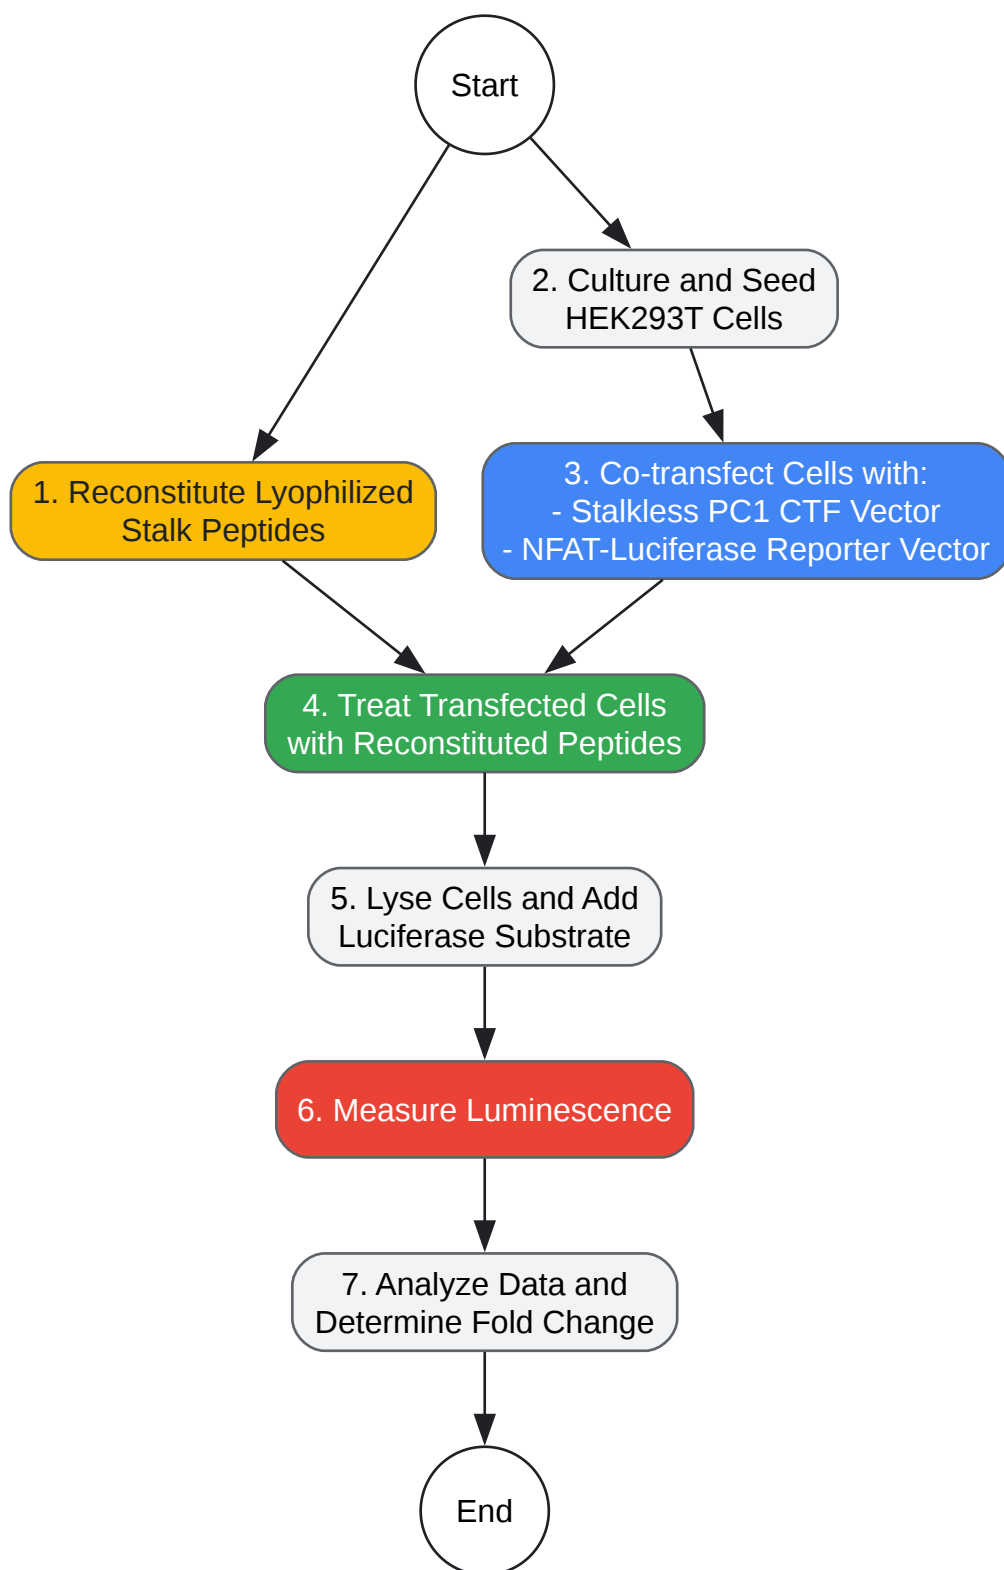 Start
2. Culture and Seed
HEK293T Cells
1. Reconstitute Lyophilized
Stalk Peptides
3. Co-transfect Cells with:
- Stalkless PC1 CTF Vector
- NFAT-Luciferase Reporter Vector
4. Treat Transfected Cells
with Reconstituted Peptides
5. Lyse Cells and Add
Luciferase Substrate
6. Measure Luminescence
7. Analyze Data and
Determine Fold Change
End